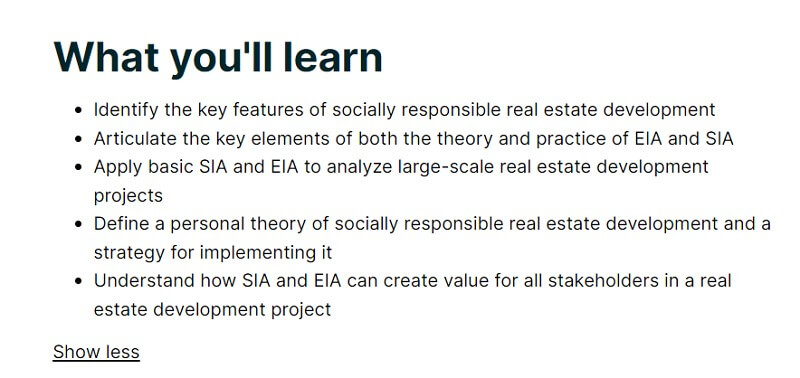 What you'll learn
• Identify the key features of socially responsible real estate development
• Articulate the key elements of both the theory and practice of EIA and SIA
• Apply basic SIA and EIA to analyze large-scale real estate development
projects
• Define a personal theory of socially responsible real estate development and a
strategy for implementing it
• Understand how SIA and EIA can create value for all stakeholders in a real
estate development project
Show less